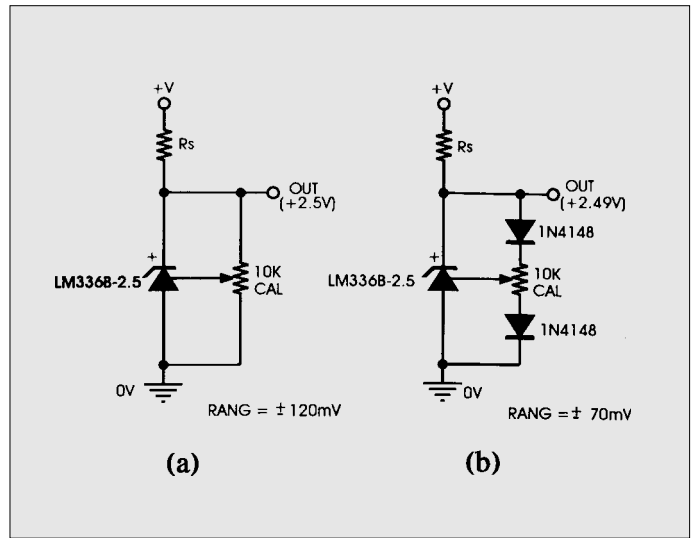 +V
Rs
OUT
(+2.5V)
+
LM336B-2.5
10K
CAL
0V
RANG = ± 120mV
(a)
+V
Rs
OUT
(+2.49V)
1N4148
+
LM336B-2.5
10K
CAL
1N4148
0V
RANG = ± 70mV
(b)